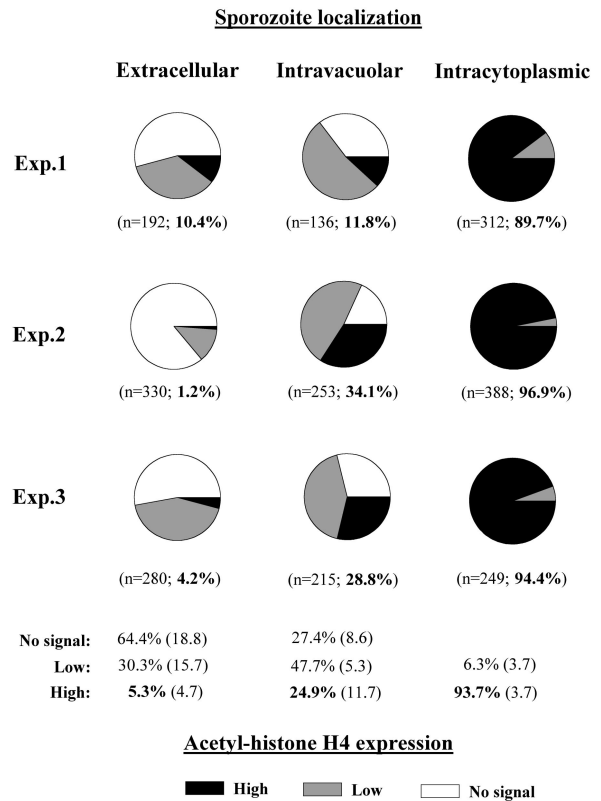 Sporozoite localization
Extracellular Intravacuolar Intracytoplasmic
Exp.1
(n=192; 10.4%) (n=136; 11.8%) (n=312; 89.7%)
Exp.2
(n=330; 1.2%) (n=253; 34.1%) (n=388; 96.9%)
Exp.3
(n=280; 4.2%) (n=215; 28.8%) (n=249; 94.4%)
No signal: 64.4% (18.8) 27.4% (8.6)
Low: 30.3% (15.7) 47.7% (5.3) 6.3% (3.7)
High: 5.3% (4.7) 24.9% (11.7) 93.7% (3.7)
Acetyl-histone H4 expression
High Low No signal